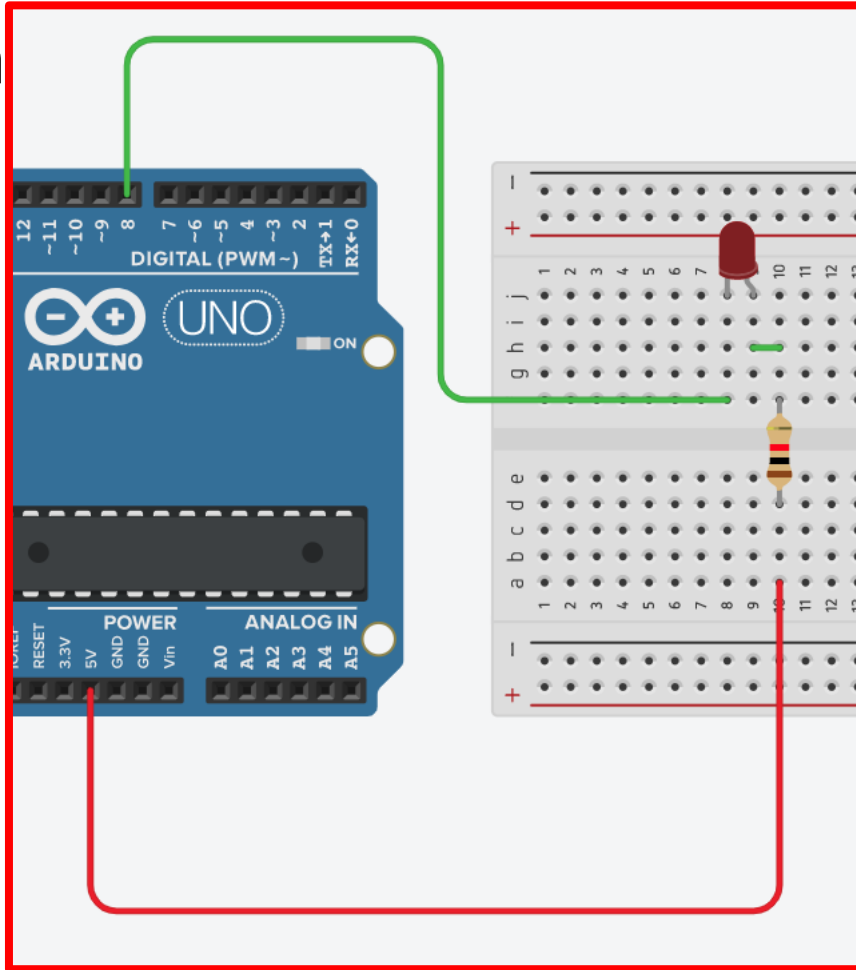 12
~11
~10
~9
8
7
~6
~5
4
~3
2
TX→1
RX←0
DIGITAL (PWM~)
UNO
ARDUINO
ON
RESET
3.3V
5V
GND
GND
Vin
POWER
ANALOG IN
A0
A1
A2
A3
A4
A5
−
+
1 2 3 4 5 6 7 8 10 11 12
j
i
h
g
e
d
c
b
a
1 2 3 4 5 6 7 8 9 10 11 12
−
+